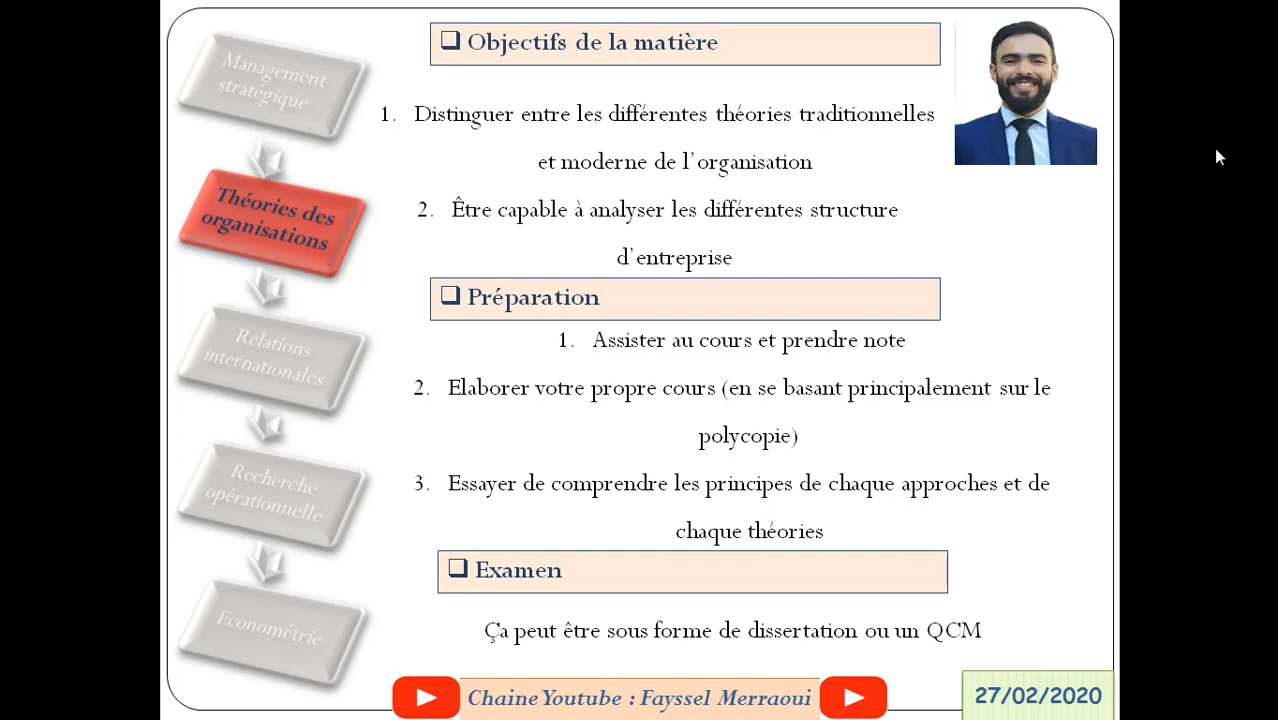 Management
stratégique
Théories des
organisations
Relations
internationales
Recherche
opérationnelle
Econométrie
❑ Objectifs de la matière
1. Distinguer entre les différentes théories traditionnelles
et moderne de l’organisation
2. Être capable à analyser les différentes structure
d’entreprise
❑ Préparation
1. Assister au cours et prendre note
2. Elaborer votre propre cours (en se basant principalement sur le
polycopie)
3. Essayer de comprendre les principes de chaque approches et de
chaque théories
❑ Examen
Ça peut être sous forme de dissertation ou un QCM
Chaine Youtube : Fayssel Merraoui
27/02/2020